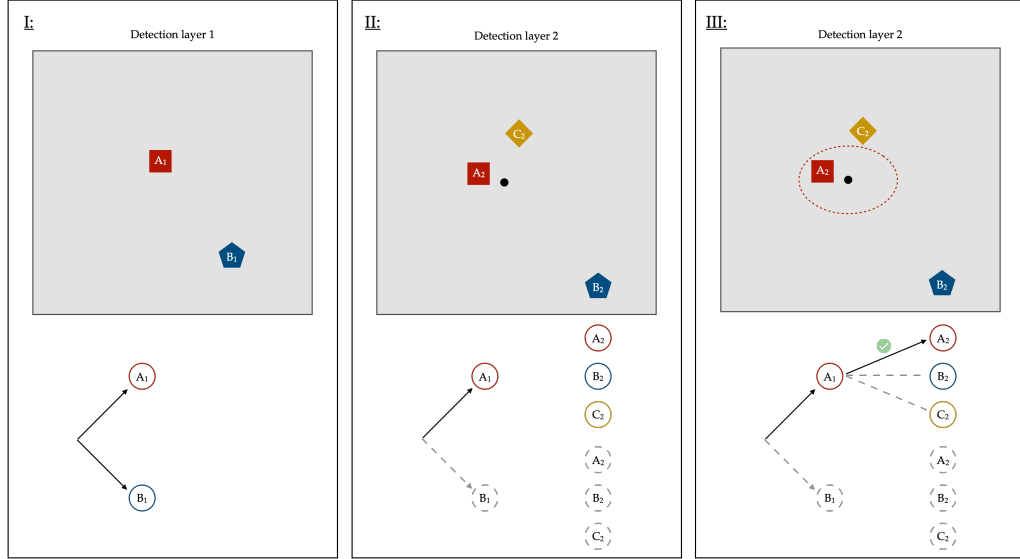 I:
Detection layer 1
A₁
B₁
A₁
B₁
II:
Detection layer 2
C₂
A₂
B₂
A₂
A₁
B₂
C₂
A₂
B₁
B₂
C₂
III:
Detection layer 2
C₂
A₂
B₂
A₂
A₁
B₂
C₂
A₂
B₁
B₂
C₂